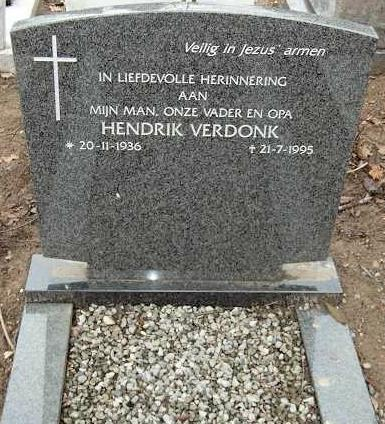 Veilig in Jezus' armen
IN LIEFDEVOLLE HERINNERING
AAN
MIJN MAN, ONZE VADER EN OPA
HENDRIK VERDONK
* 20-11-1936 † 21-7-1995